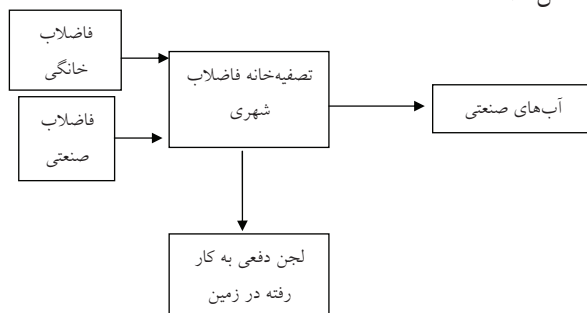 فاضلاب
خانگی
تصفیه‌خانه فاضلاب
شهری
آب‌های صنعتی
فاضلاب
صنعتی
لجن دفعی به کار
رفته در زمین